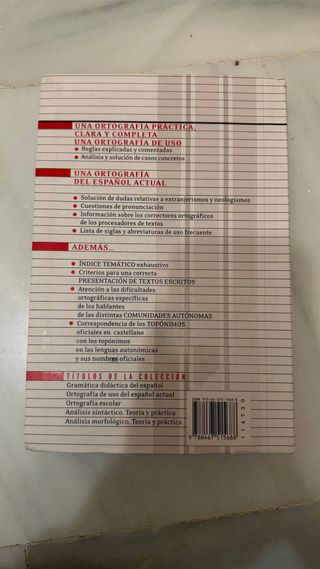 UNA ORTOGRAFÍA PRÁCTICA,
CLARA Y COMPLETA
UNA ORTOGRAFÍA DE USO
• Reglas explicadas y comentadas
• Análisis y solución de casos concretos
UNA ORTOGRAFÍA
DEL ESPAÑOL ACTUAL
• Solución de dudas relativas a extranjerismos y neologismos
• Cuestiones de pronunciación
• Información sobre los correctores ortográficos
de los procesadores de textos
• Lista de siglas y abreviaturas de uso frecuente
ADEMÁS...
• ÍNDICE TEMÁTICO exhaustivo
• Criterios para una correcta
PRESENTACIÓN DE TEXTOS ESCRITOS
• Atención a las dificultades
ortográficas específicas
de los hablantes
de las distintas COMUNIDADES AUTÓNOMAS
• Correspondencia de los TOPÓNIMOS
oficiales en castellano
con los topónimos
en las lenguas autonómicas
y sus nombres oficiales
TÍTULOS DE LA COLECCIÓN
Gramática didáctica del español
Ortografía de uso del español actual
Ortografía escolar
Análisis sintáctico. Teoría y práctica
Análisis morfológico. Teoría y práctica
9 788467 515688
114730